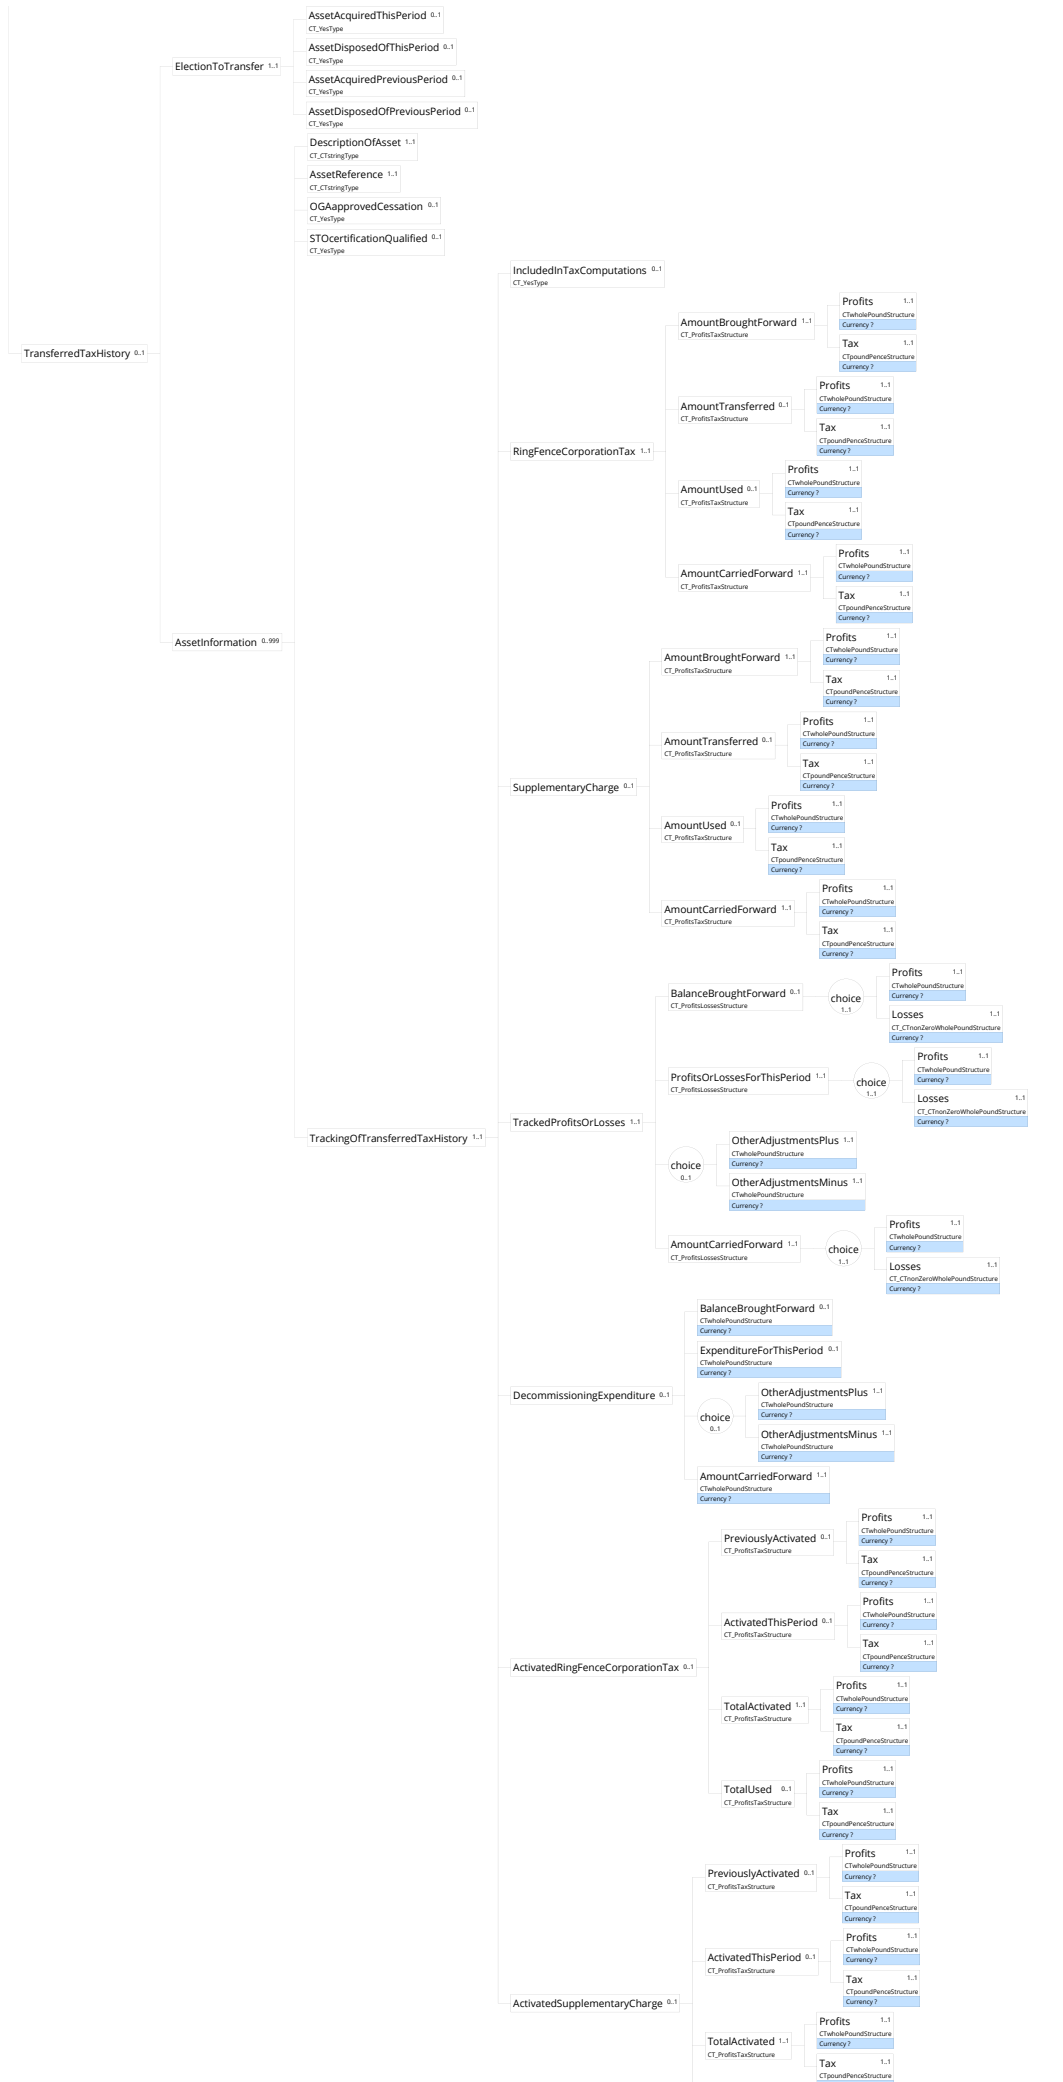 AssetAcquiredThisPeriod 0..1
CT_YesType
AssetDisposedOfThisPeriod 0..1
CT_YesType
ElectionToTransfer 1..1
AssetAcquiredPreviousPeriod 0..1
CT_YesType
AssetDisposedOfPreviousPeriod 0..1
CT_YesType
DescriptionOfAsset 1..1
CT_CTstringType
AssetReference 1..1
CT_CTstringType
OGAapprovedCessation 0..1
CT_YesType
STOcertificationQualified 0..1
CT_YesType
IncludedInTaxComputations 0..1
CT_YesType
Profits 1..1
CTwholePoundStructure
Currency ?
AmountBroughtForward 1..1
CT_ProfitsTaxStructure
Tax 1..1
CTpoundPenceStructure
Currency ?
TransferredTaxHistory 0..1
Profits 1..1
CTwholePoundStructure
Currency ?
AmountTransferred 0..1
CT_ProfitsTaxStructure
Tax 1..1
CTpoundPenceStructure
Currency ?
RingFenceCorporationTax 1..1
Profits 1..1
CTwholePoundStructure
Currency ?
AmountUsed 0..1
CT_ProfitsTaxStructure
Tax 1..1
CTpoundPenceStructure
Currency ?
Profits 1..1
CTwholePoundStructure
Currency ?
AmountCarriedForward 1..1
CT_ProfitsTaxStructure
Tax 1..1
CTpoundPenceStructure
Currency ?
AssetInformation 0..999
Profits 1..1
CTwholePoundStructure
Currency ?
AmountBroughtForward 1..1
CT_ProfitsTaxStructure
Tax 1..1
CTpoundPenceStructure
Currency ?
Profits 1..1
CTwholePoundStructure
Currency ?
AmountTransferred 0..1
CT_ProfitsTaxStructure
Tax 1..1
CTpoundPenceStructure
Currency ?
SupplementaryCharge 0..1
Profits 1..1
CTwholePoundStructure
Currency ?
AmountUsed 0..1
CT_ProfitsTaxStructure
Tax 1..1
CTpoundPenceStructure
Currency ?
Profits 1..1
CTwholePoundStructure
Currency ?
AmountCarriedForward 1..1
CT_ProfitsTaxStructure
Tax 1..1
CTpoundPenceStructure
Currency ?
Profits 1..1
CTwholePoundStructure
Currency ?
BalanceBroughtForward 0..1
CT_ProfitsLossesStructure
choice
1..1
Losses 1..1
CT_CTnonZeroWholePoundStructure
Currency ?
Profits 1..1
CTwholePoundStructure
Currency ?
ProfitsOrLossesForThisPeriod 1..1
CT_ProfitsLossesStructure
choice
1..1
Losses 1..1
CT_CTnonZeroWholePoundStructure
Currency ?
TrackedProfitsOrLosses 1..1
TrackingOfTransferredTaxHistory 1..1
OtherAdjustmentsPlus 1..1
CTwholePoundStructure
Currency ?
choice
0..1
OtherAdjustmentsMinus 1..1
CTwholePoundStructure
Currency ?
Profits 1..1
CTwholePoundStructure
Currency ?
AmountCarriedForward 1..1
CT_ProfitsLossesStructure
choice
1..1
Losses 1..1
CT_CTnonZeroWholePoundStructure
Currency ?
BalanceBroughtForward 0..1
CTwholePoundStructure
Currency ?
ExpenditureForThisPeriod 0..1
CTwholePoundStructure
Currency ?
DecommissioningExpenditure 0..1
OtherAdjustmentsPlus 1..1
CTwholePoundStructure
Currency ?
choice
0..1
OtherAdjustmentsMinus 1..1
CTwholePoundStructure
Currency ?
AmountCarriedForward 1..1
CTwholePoundStructure
Currency ?
Profits 1..1
CTwholePoundStructure
Currency ?
PreviouslyActivated 0..1
CT_ProfitsTaxStructure
Tax 1..1
CTpoundPenceStructure
Currency ?
Profits 1..1
CTwholePoundStructure
Currency ?
ActivatedThisPeriod 0..1
CT_ProfitsTaxStructure
Tax 1..1
CTpoundPenceStructure
Currency ?
ActivatedRingFenceCorporationTax 0..1
Profits 1..1
CTwholePoundStructure
Currency ?
TotalActivated 1..1
CT_ProfitsTaxStructure
Tax 1..1
CTpoundPenceStructure
Currency ?
Profits 1..1
CTwholePoundStructure
Currency ?
TotalUsed 0..1
CT_ProfitsTaxStructure
Tax 1..1
CTpoundPenceStructure
Currency ?
Profits 1..1
CTwholePoundStructure
Currency ?
PreviouslyActivated 0..1
CT_ProfitsTaxStructure
Tax 1..1
CTpoundPenceStructure
Currency ?
Profits 1..1
CTwholePoundStructure
Currency ?
ActivatedThisPeriod 0..1
CT_ProfitsTaxStructure
Tax 1..1
CTpoundPenceStructure
Currency ?
ActivatedSupplementaryCharge 0..1
Profits 1..1
CTwholePoundStructure
Currency ?
TotalActivated 1..1
CT_ProfitsTaxStructure
Tax 1..1
CTpoundPenceStructure